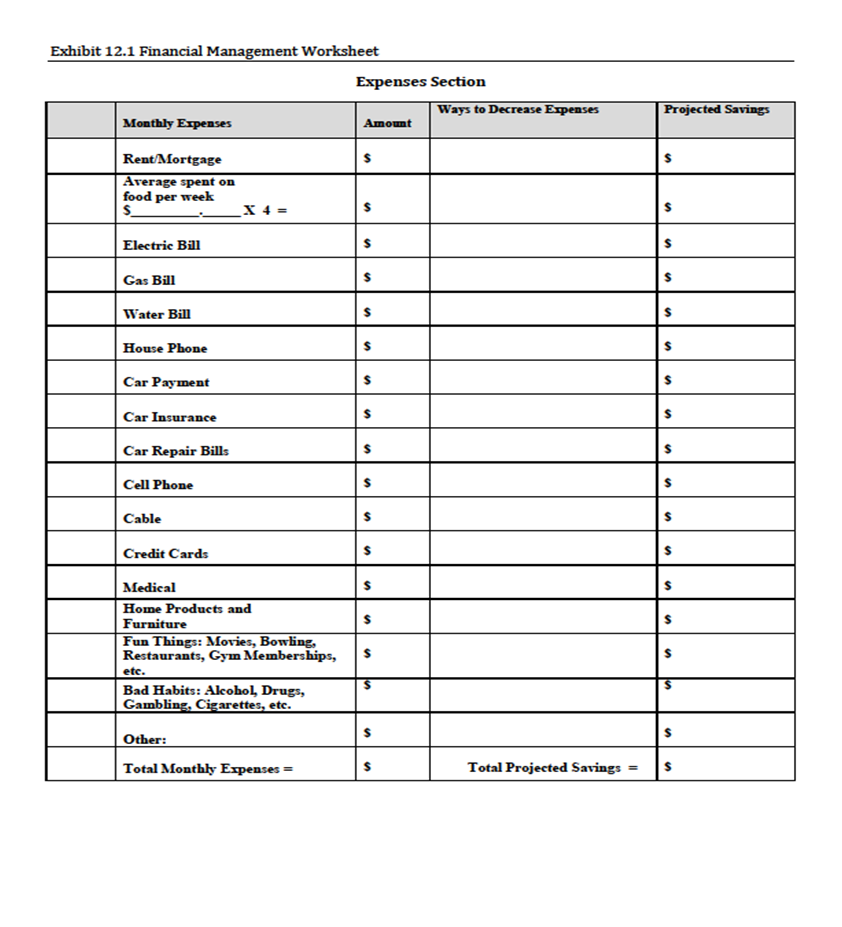 Exhibit 12.1 Financial Management Worksheet
Expenses Section
Monthly Expenses Amount Ways to Decrease Expenses Projected Savings
Rent/Mortgage $ $
Average spent on
food per week
$_________._____ X 4 = $ $
Electric Bill $ $
Gas Bill $ $
Water Bill $ $
House Phone $ $
Car Payment $ $
Car Insurance $ $
Car Repair Bills $ $
Cell Phone $ $
Cable $ $
Credit Cards $ $
Medical $ $
Home Products and
Furniture $ $
Fun Things: Movies, Bowling,
Restaurants, Gym Memberships,
etc. $ $
Bad Habits: Alcohol, Drugs,
Gambling, Cigarettes, etc. $ $
Other: $ $
Total Monthly Expenses = $ Total Projected Savings = $